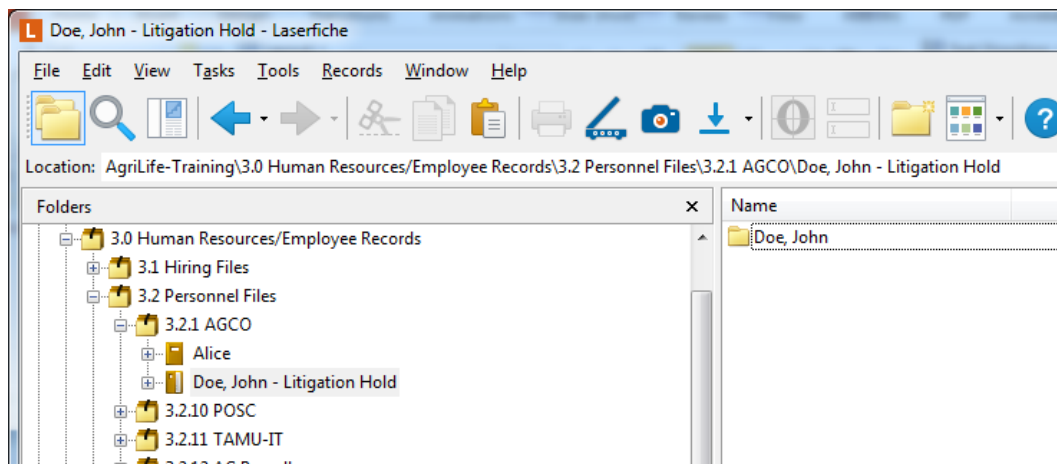 Doe, John - Litigation Hold - Laserfiche
File Edit View Tasks Tools Records Window Help
Location: AgriLife-Training\3.0 Human Resources/Employee Records\3.2 Personnel Files\3.2.1 AGCO\Doe, John - Litigation Hold
Folders x Name
3.0 Human Resources/Employee Records Doe, John
3.1 Hiring Files
3.2 Personnel Files
3.2.1 AGCO
Alice
Doe, John - Litigation Hold
3.2.10 POSC
3.2.11 TAMU-IT